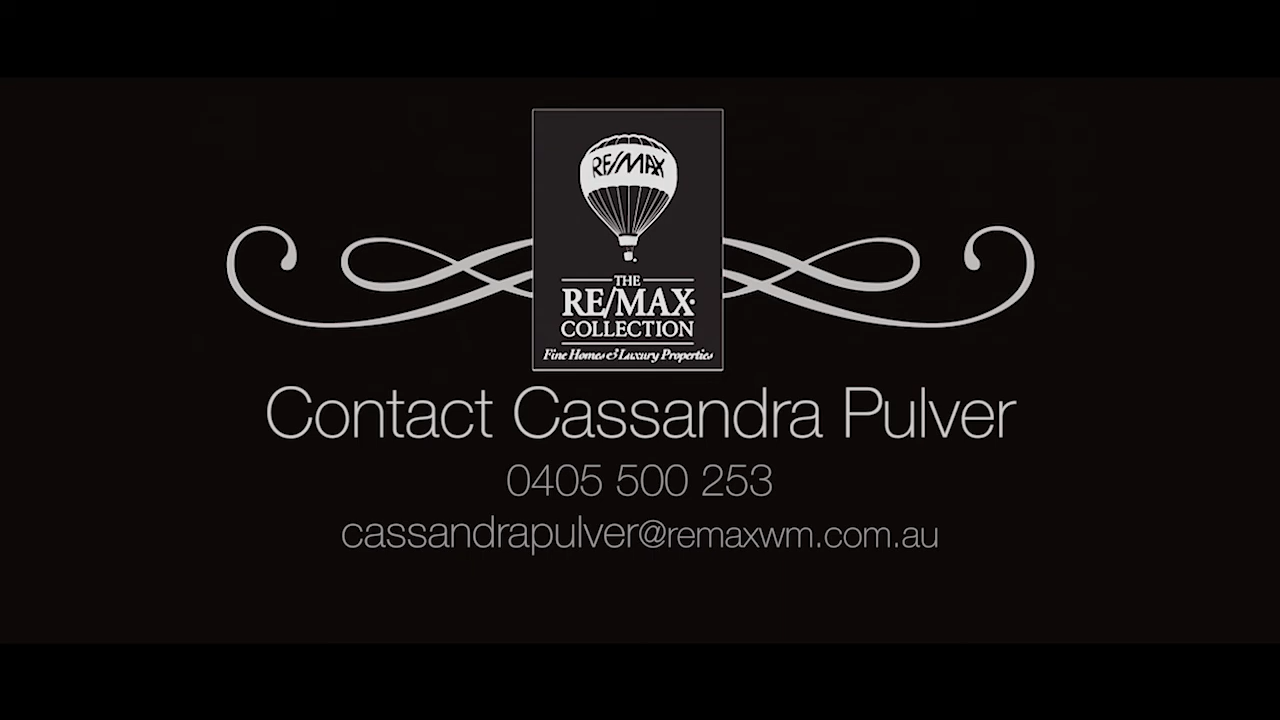 RE/MAX
THE
RE/MAX
COLLECTION
Fine Homes & Luxury Properties
Contact Cassandra Pulver
0405 500 253
cassandrapulver@remaxwm.com.au